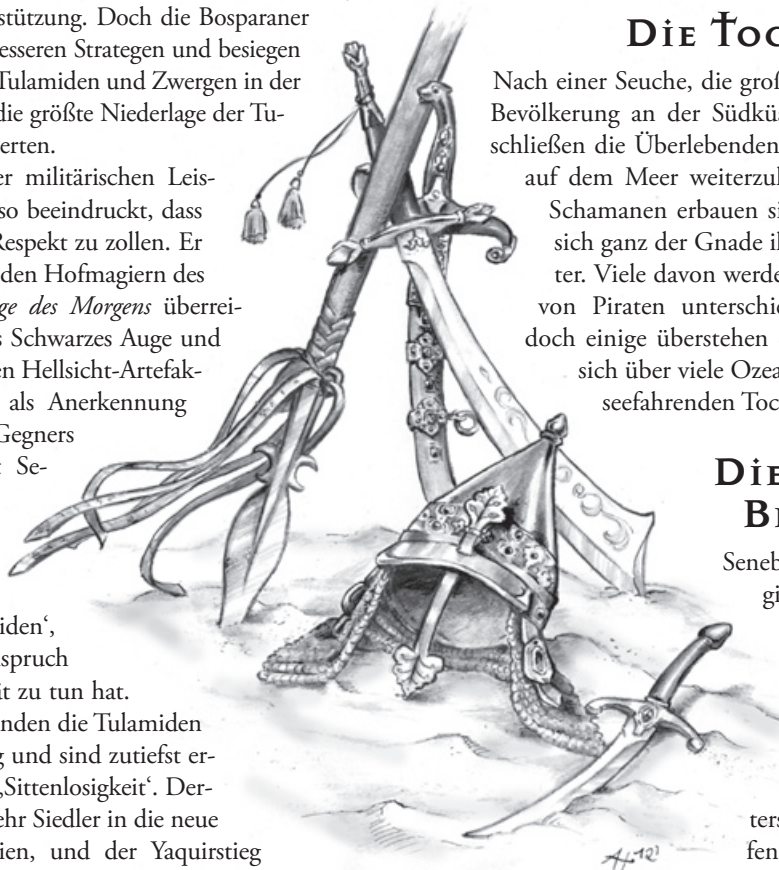 stützung. Doch die Bosparaner
esseren Strategen und besiegen
Tulamiden und Zwergen in der
die größte Niederlage der Tu-
erten.
er militärischen Leis-
so beeindruckt, dass
Respekt zu zollen. Er
den Hofmagiern des
ge des Morgens überrei-
s Schwarzes Auge und
en Hellsicht-Artefak-
als Anerkennung
Gegners
t Se-
iden‘,
spruch
it zu tun hat.
nden die Tulamiden
g und sind zutiefst er-
‚Sittenlosigkeit‘. Der-
ehr Siedler in die neue
ien, und der Yaquirstieg
Die Toc
Nach einer Seuche, die groß
Bevölkerung an der Südküs
schließen die Überlebenden
auf dem Meer weiterzul
Schamanen erbauen si
sich ganz der Gnade ih
ter. Viele davon werde
von Piraten unterschie
doch einige überstehen
sich über viele Ozea
seefahrenden Toc
Die
Be
Seneb
gi
ters
fen